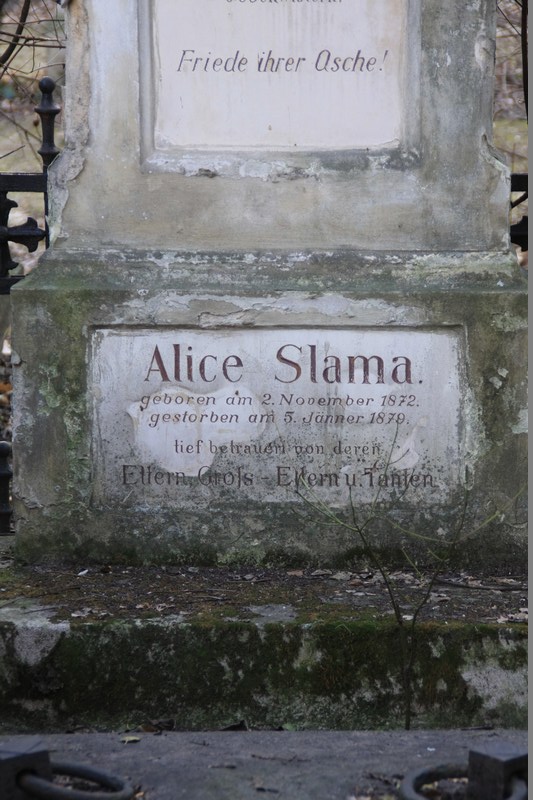 Friede ihrer Asche!
Alice Slama.
geboren am 2. November 1872.
gestorben am 5. Jänner 1879.
tief betrauert von deren
Eltern, Gross-Eltern u. Tanten.